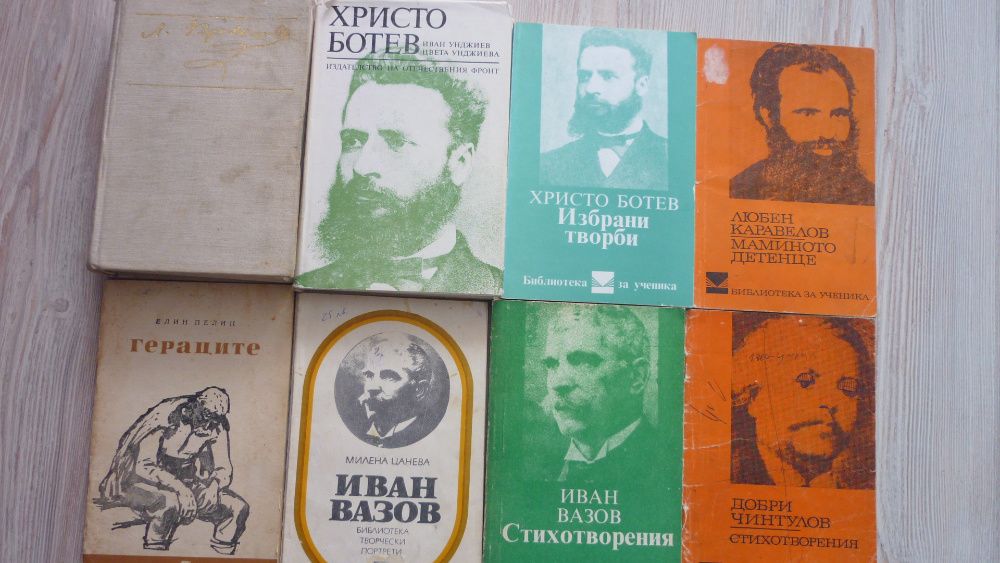 ХРИСТО
БОТЕВ
ИВАН УНДЖИЕВ
ЦВЕТА УНДЖИЕВА
ИЗДАТЕЛСТВО НА ОТЕЧЕСТВЕНИЯ ФРОНТ
ХРИСТО БОТЕВ
Избрани
творби
Библиотека за ученика
ЛЮБЕН
КАРАВЕЛОВ
МАМИНОТО
ДЕТЕНЦЕ
БИБЛИОТЕКА ЗА УЧЕНИКА
ЕЛИН ПЕЛИН
ГЕРАЦИТЕ
25 лв.
МИЛЕНА ЦАНЕВА
ИВАН
ВАЗОВ
БИБЛИОТЕКА
ТВОРЧЕСКИ
ПОРТРЕТИ
ИВАН
ВАЗОВ
Стихотворения
ДОБРИ
ЧИНТУЛОВ
СТИХОТВОРЕНИЯ